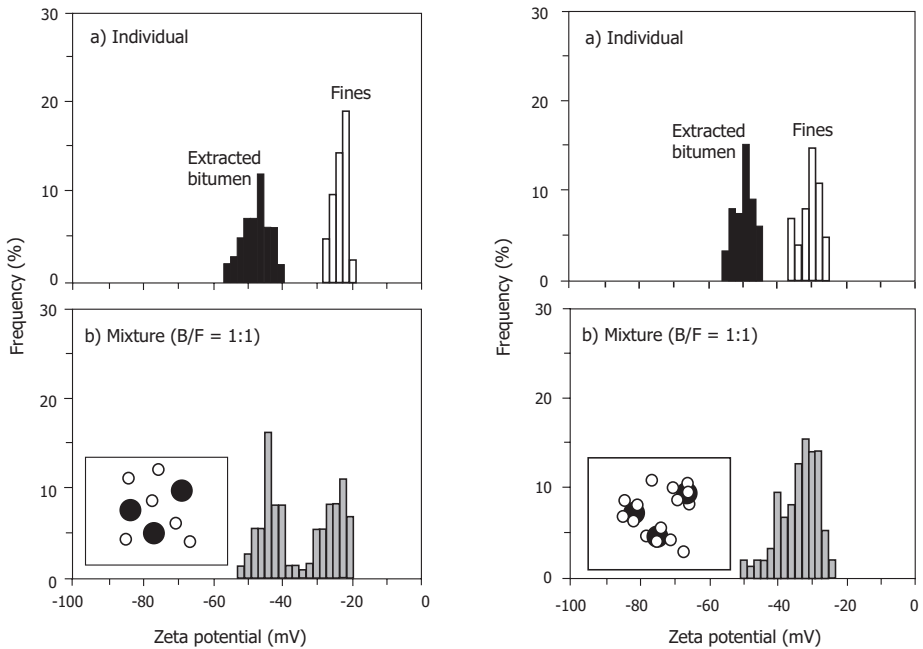 30
a) Individual
20
Fines
Extracted
bitumen
10
0
30
b) Mixture (B/F = 1:1)
20
10
0
-100
-80
-60
-40
-20
0
Zeta potential (mV)
Frequency (%)
30
a) Individual
20
Extracted
bitumen
Fines
10
0
30
b) Mixture (B/F = 1:1)
20
10
0
-100
-80
-60
-40
-20
0
Zeta potential (mV)
Frequency (%)